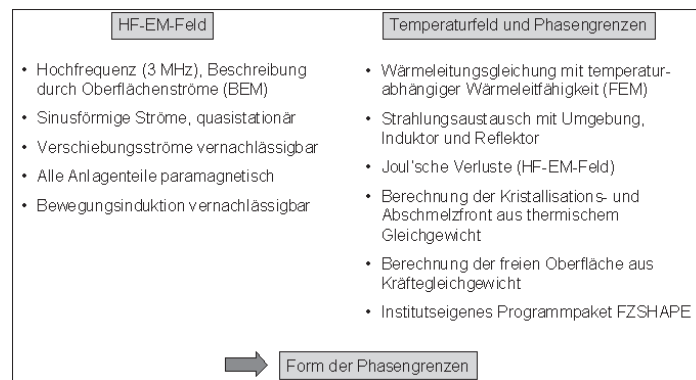 HF-EM-Feld
• Hochfrequenz (3 MHz), Beschreibung
durch Oberflächenströme (BEM)
• Sinusförmige Ströme, quasistationär
• Verschiebungsströme vernachlässigbar
• Alle Anlagenteile paramagnetisch
• Bewegungsinduktion vernachlässigbar
Temperaturfeld und Phasengrenzen
• Wärmeleitungsgleichung mit temperatur-
abhängiger Wärmeleitfähigkeit (FEM)
• Strahlungsaustausch mit Umgebung,
Induktor und Reflektor
• Joul'sche Verluste (HF-EM-Feld)
• Berechnung der Kristallisations- und
Abschmelzfront aus thermischem
Gleichgewicht
• Berechnung der freien Oberfläche aus
Kräftegleichgewicht
• Institutseigenes Programmpaket FZSHAPE
Form der Phasengrenzen